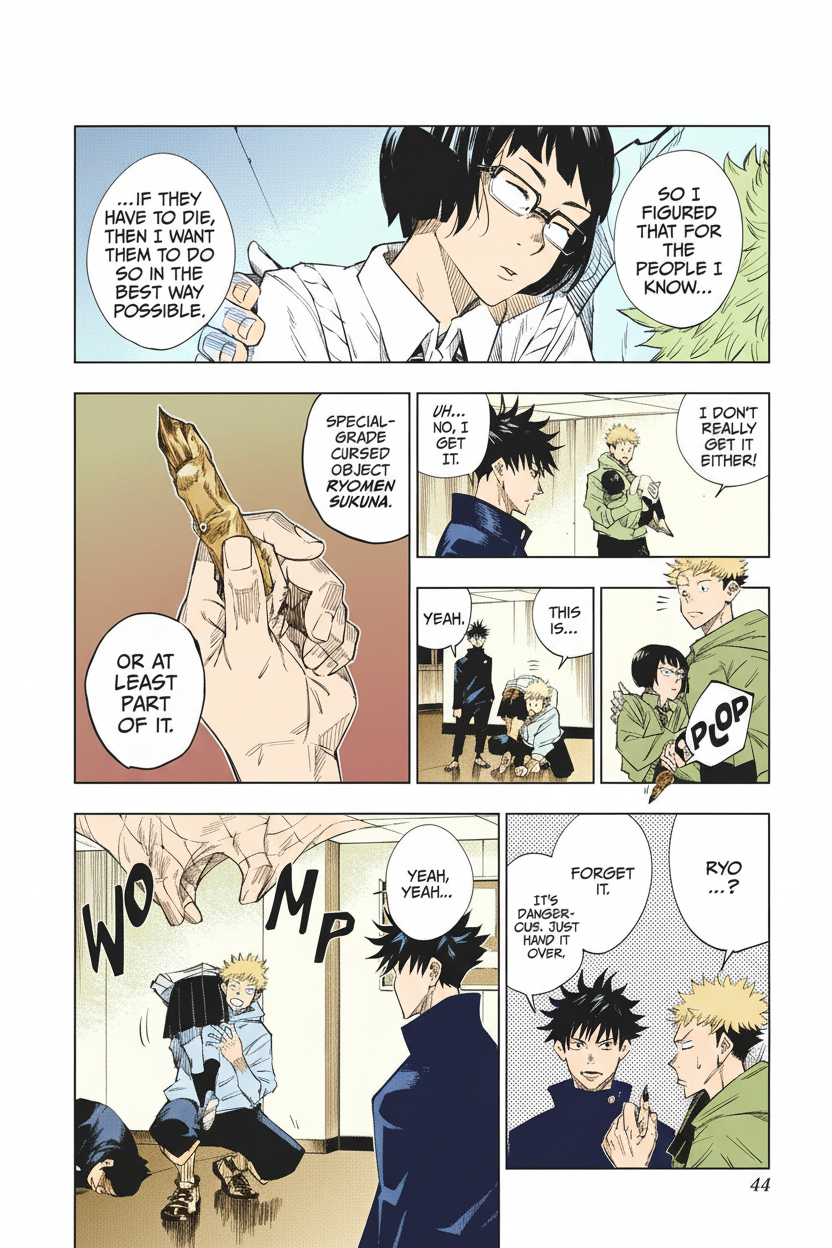 SO I
FIGURED
THAT FOR
THE
PEOPLE I
KNOW...
...IF THEY
HAVE TO DIE,
THEN I WANT
THEM TO DO
SO IN THE
BEST WAY
POSSIBLE.
I DON'T
REALLY
GET IT
EITHER!
UH...
NO, I
GET
IT.
PLOP
THIS
IS...
YEAH.
SPECIAL-
GRADE
CURSED
OBJECT
RYOMEN
SUKUNA.
OR AT
LEAST
PART
OF IT.
RYO
...?
FORGET
IT.
IT'S
DANGER-
OUS. JUST
HAND IT
OVER.
YEAH,
YEAH...
WOMP
44